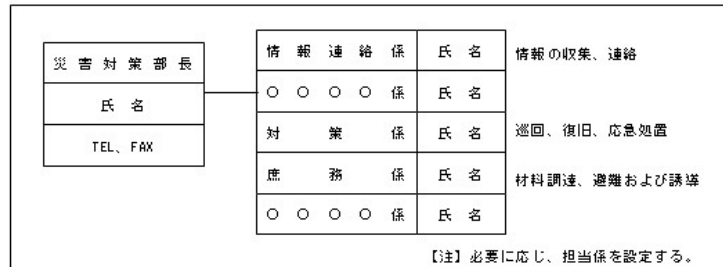 災害対策部長
氏名
TEL、FAX
情報連絡係 氏名 情報の収集、連絡
○○○○係 氏名
対策係 氏名 巡回、復旧、応急処置
庶務係 氏名 材料調達、避難および誘導
○○○○係 氏名
【注】必要に応じ、担当係を設定する。